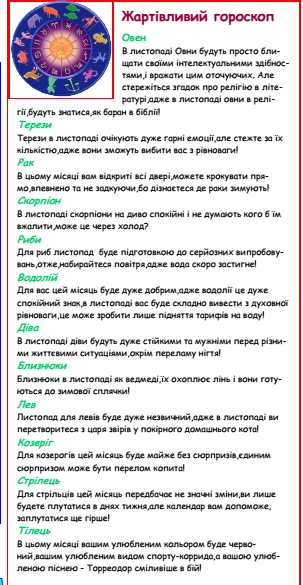 Жартівливий гороскоп
Овен
В листопаді Овни будуть просто бли-
щати своїми інтелектуальними здібнос-
тями,і вражати цим оточуючих. Але
стережіться згадок про релігію в літе-
ратурі,адже в листопаді овни в релі-
гії,будуть знатися,як баран в біблії!
Терези
Терези в листопаді очікують дуже гарні емоції,але стежте за їх
кількістю,адже вони зможуть вибити вас з рівноваги!
Рак
В цьому місяці вам відкриті всі двері,можете крокувати пря-
мо,впевнено та не задкуючи,бо дізнаєтеся де раки зимують!
Скорпіон
В листопаді скорпіони на диво спокійні і не думають кого б їм
вжалити,може це через холод?
Риби
Для риб листопад буде підготовкою до серйозних випробову-
вань,отже,набирайтеся повітря,адже вода скоро застигне!
Водолій
Для вас цей місяць буде дуже добрим,адже водолії це дуже
спокійний знак,в листопаді вас буде складно вивести з духовної
рівноваги,це може зробити лише підняття тарифів на воду!
Діва
В листопаді діви будуть дуже стійкими та мужніми перед різни-
ми життєвими ситуаціями,окрім перелому нігтя!
Близнюки
Близнюки в листопаді як ведмеді,їх охоплює лінь і вони готу-
ються до зимової сплячки!
Лев
Листопад для левів буде дуже незвичний,адже в листопаді ви
перетворитеся з царя звірів у покірного домашнього кота!
Козеріг
Для козерогів цей місяць буде майже без сюрпризів,єдиним
сюрпризом може бути перелом копита!
Стрілець
Для стрільців цей місяць передбачає не значні зміни,ви лише
будете плутатися в днях тижня,але календар вам допоможе,
заплутатися ще гірше!
Тілець
В цьому місяці вашим улюбленим кольором буде черво-
ний,вашим улюбленим видом спорту-коррида,а вашою улюб-
леною піснею - Торреодор сміливіше в бій!